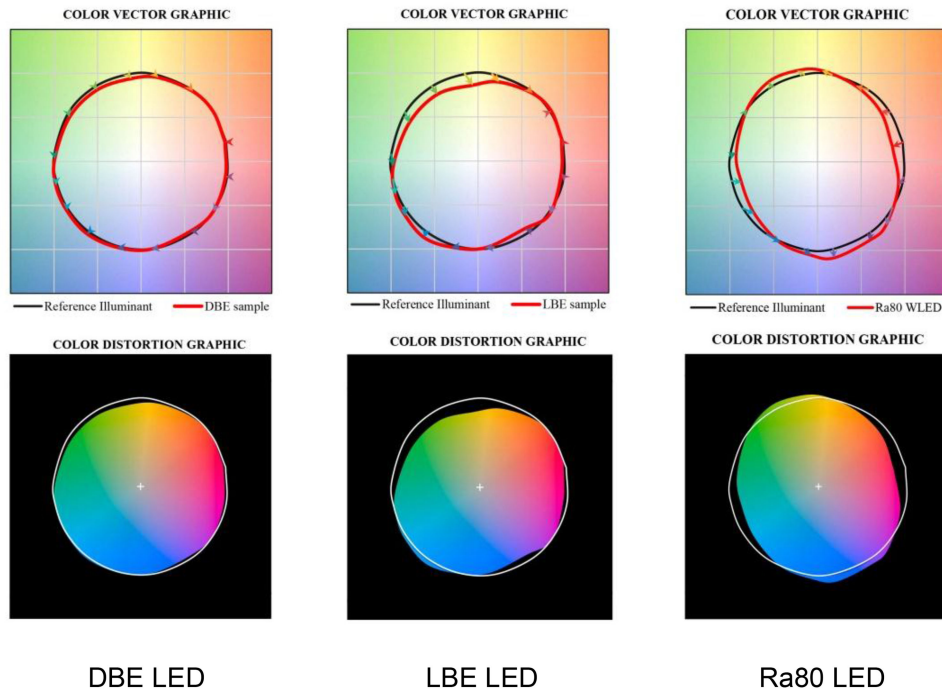 COLOR VECTOR GRAPHIC COLOR VECTOR GRAPHIC COLOR VECTOR GRAPHIC
Reference Illuminant DBE sample Reference Illuminant LBE sample Reference Illuminant Ra80 WLED
COLOR DISTORTION GRAPHIC COLOR DISTORTION GRAPHIC COLOR DISTORTION GRAPHIC
DBE LED LBE LED Ra80 LED